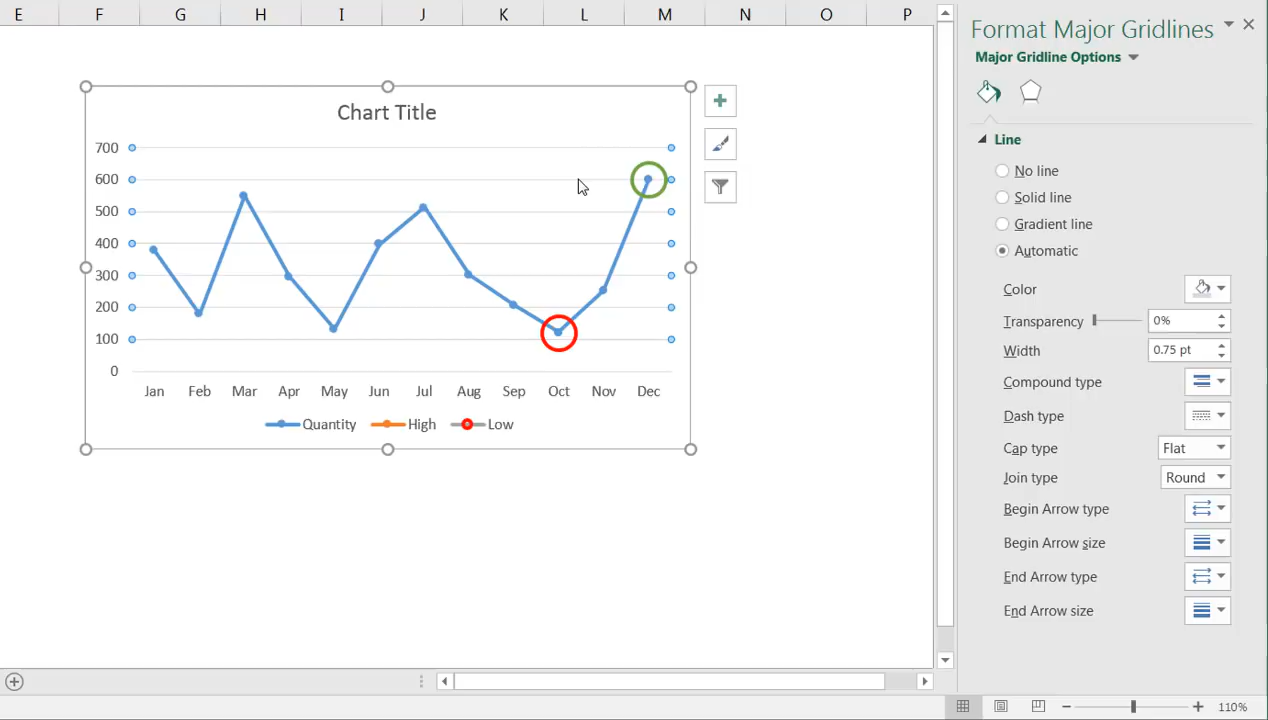 E F G H I J K L M N O P
Format Major Gridlines
Major Gridline Options
Chart Title
700
600
500
400
300
200
100
0
Jan Feb Mar Apr May Jun Jul Aug Sep Oct Nov Dec
Quantity High Low
Line
No line
Solid line
Gradient line
Automatic
Color
Transparency 0%
Width 0.75 pt
Compound type
Dash type
Cap type Flat
Join type Round
Begin Arrow type
Begin Arrow size
End Arrow type
End Arrow size
110%